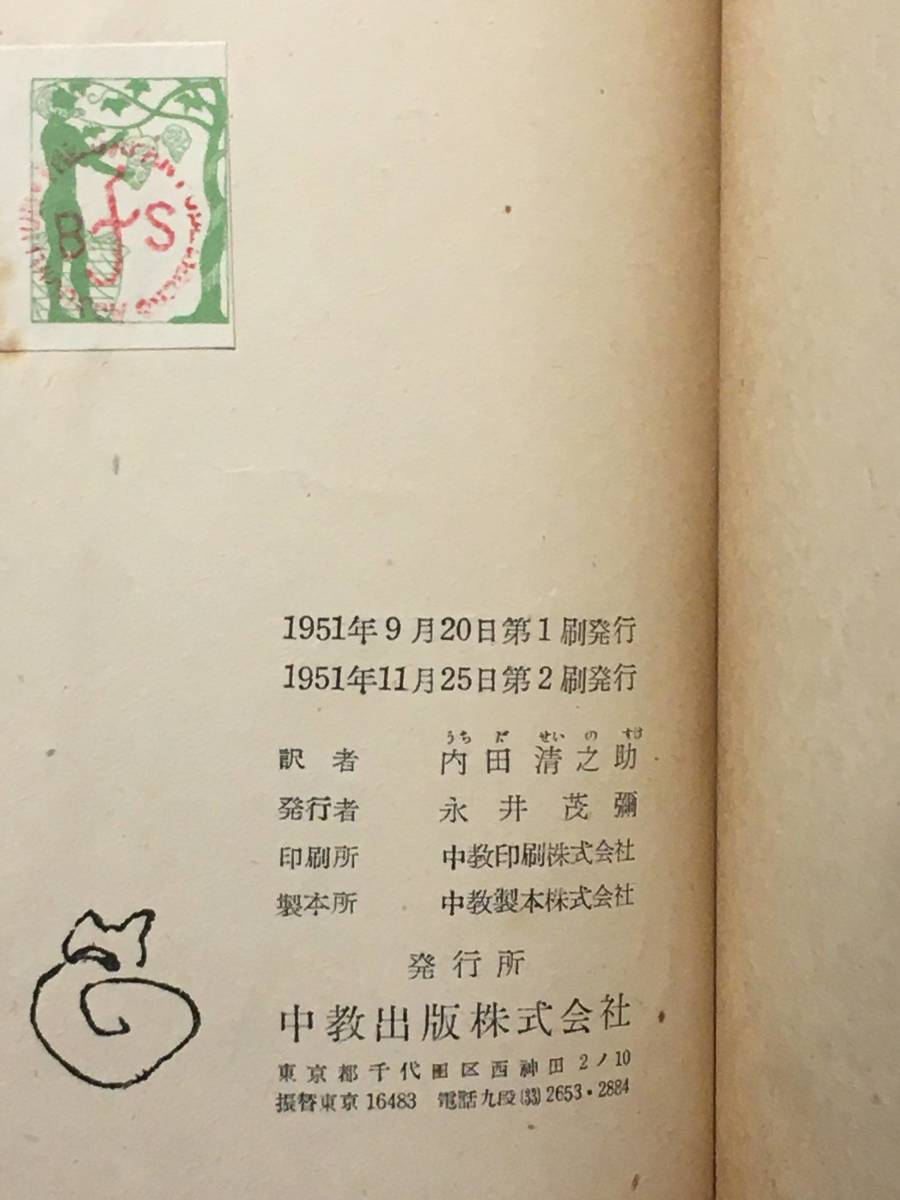 B S
1951年9月20日第1刷発行
1951年11月25日第2刷発行
うちだ せいのすけ
訳者 内田清之助
発行者 永井茂彌
印刷所 中教印刷株式会社
製本所 中教製本株式会社
発行所
中教出版株式会社
東京都千代田区西神田2ノ10
振替東京16483 電話九段(33)2653・2884